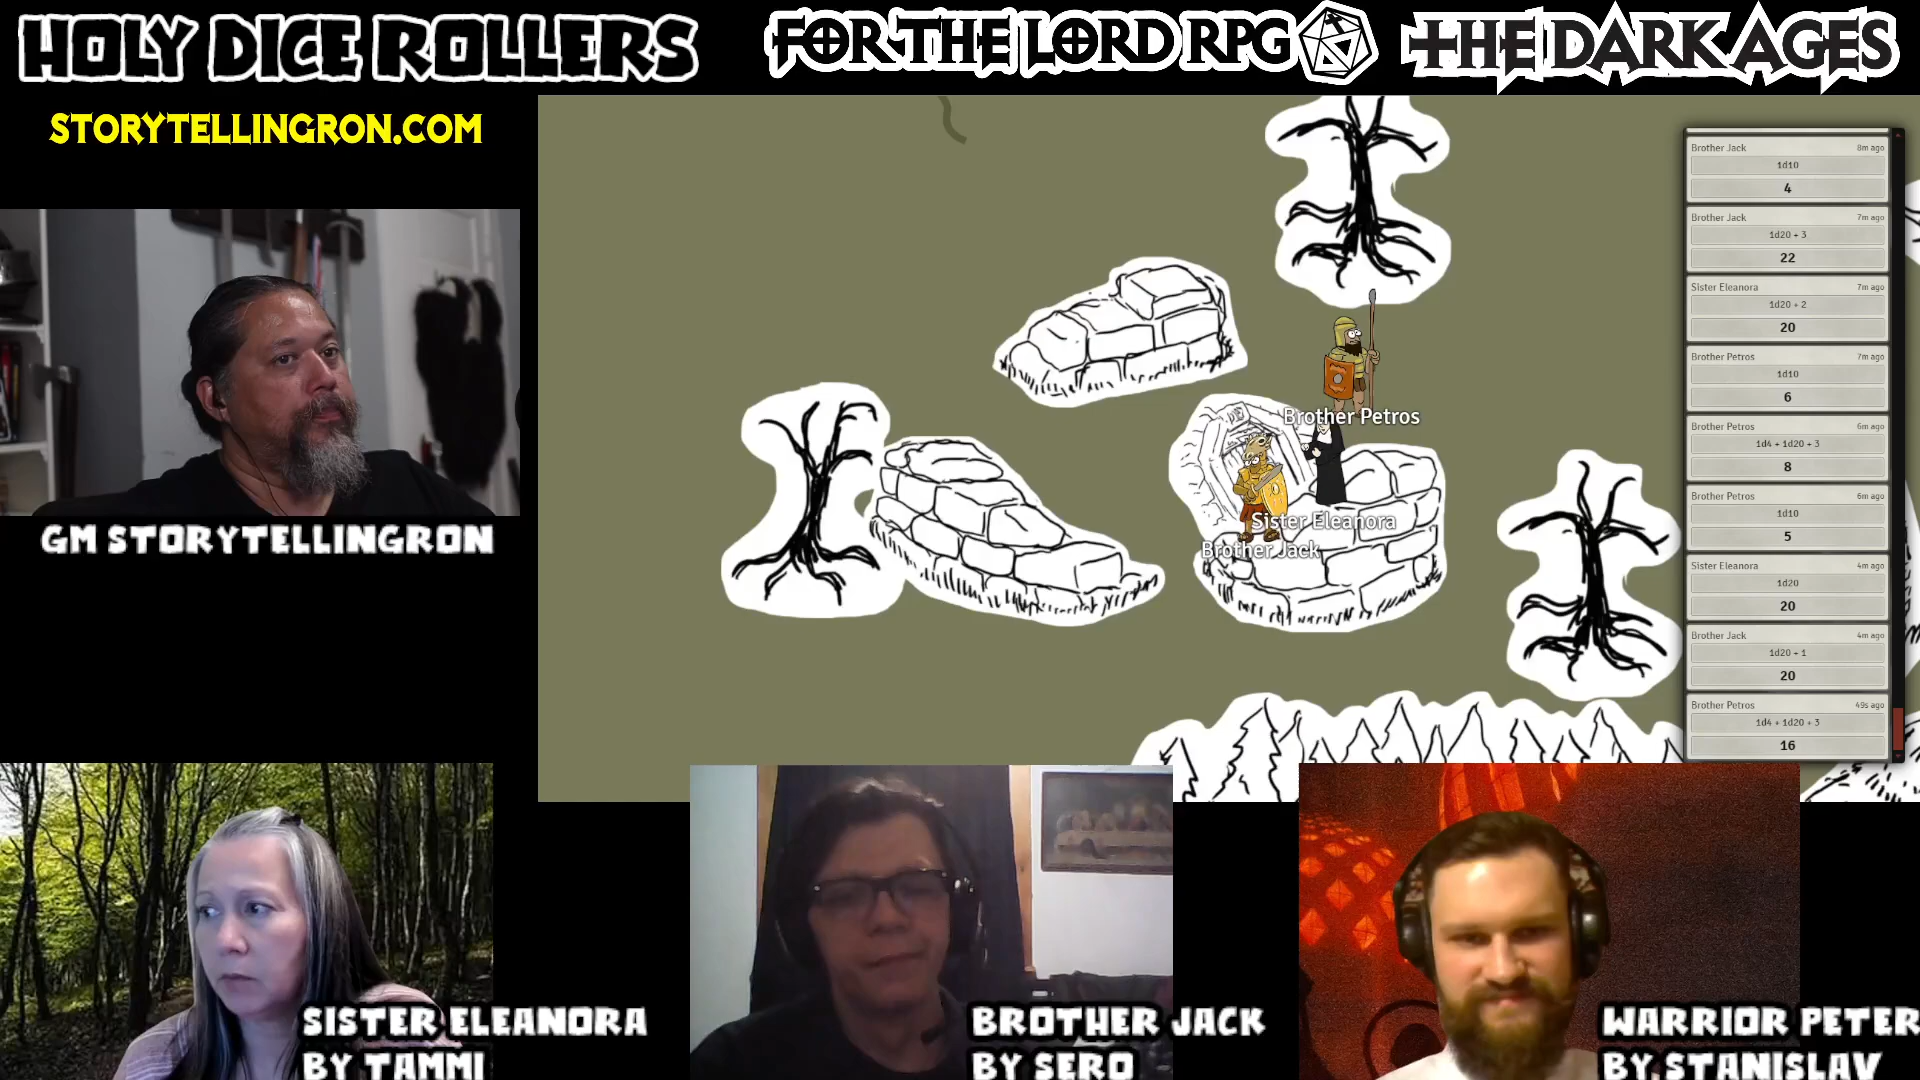 HOLY DICE ROLLERS
FOR THE LORD RPG
THE DARK AGES
STORYTELLINGRON.COM
GM STORYTELLINGRON
Brother Petros
Sister Eleanora
Brother Jack
Brother Jack 8m ago
1d10
4
Brother Jack 7m ago
1d20 + 3
22
Sister Eleanora 7m ago
1d20 + 2
20
Brother Petros 7m ago
1d10
6
Brother Petros 6m ago
1d4 + 1d20 + 3
8
Brother Petros 6m ago
1d10
5
Sister Eleanora 4m ago
1d20
20
Brother Jack 4m ago
1d20 + 1
20
Brother Petros 49s ago
1d4 + 1d20 + 3
16
SISTER ELEANORA
BY TAMMI
BROTHER JACK
BY SERO
WARRIOR PETER
BY STANISLAV